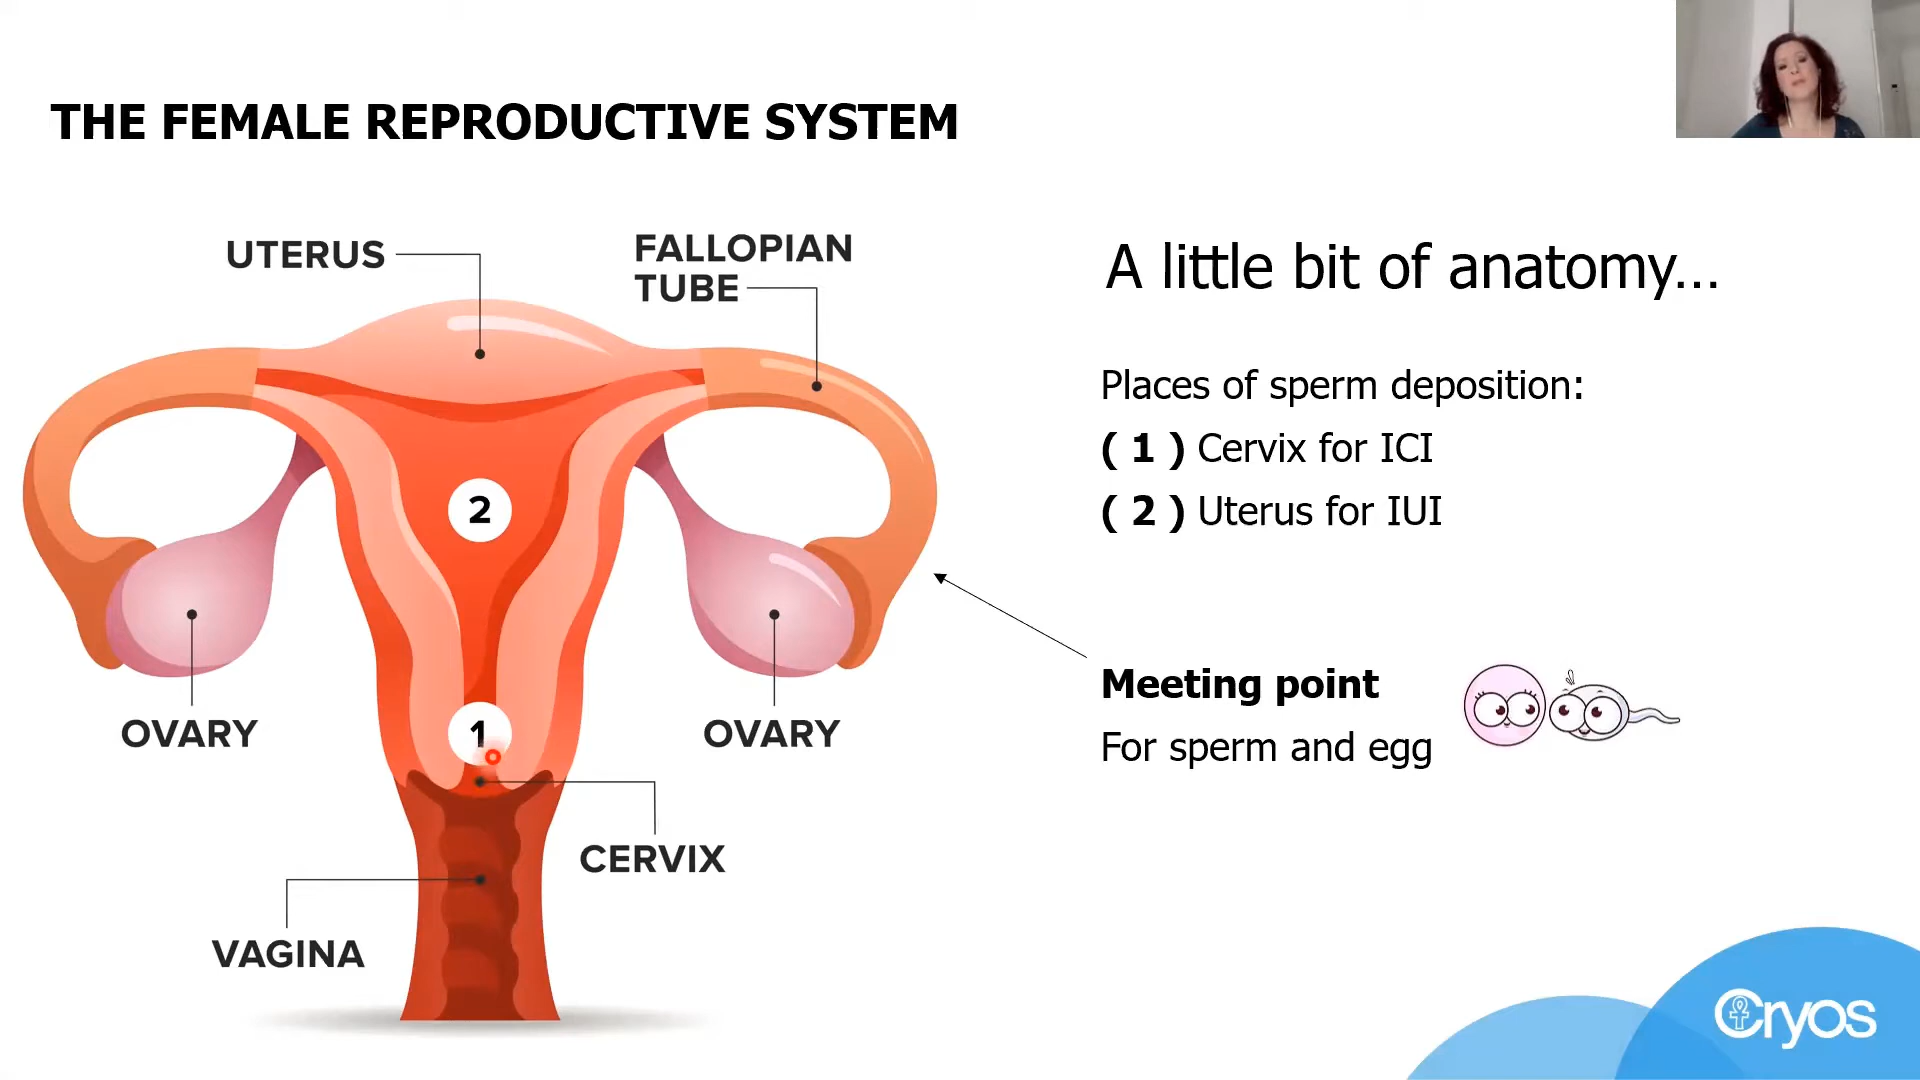 THE FEMALE REPRODUCTIVE SYSTEM
UTERUS
FALLOPIAN
TUBE
2
1
OVARY
OVARY
CERVIX
VAGINA
A little bit of anatomy...
Places of sperm deposition:
( 1 ) Cervix for ICI
( 2 ) Uterus for IUI
Meeting point
For sperm and egg
Cryos